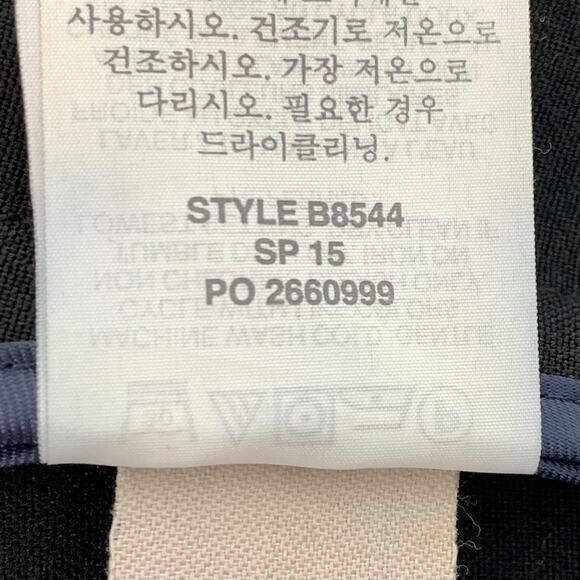 사용하시오. 건조기로 저온으로
건조하시오. 가장 저온으로
다리시오. 필요한 경우
드라이클리닝.
STYLE B8544
SP 15
PO 2660999